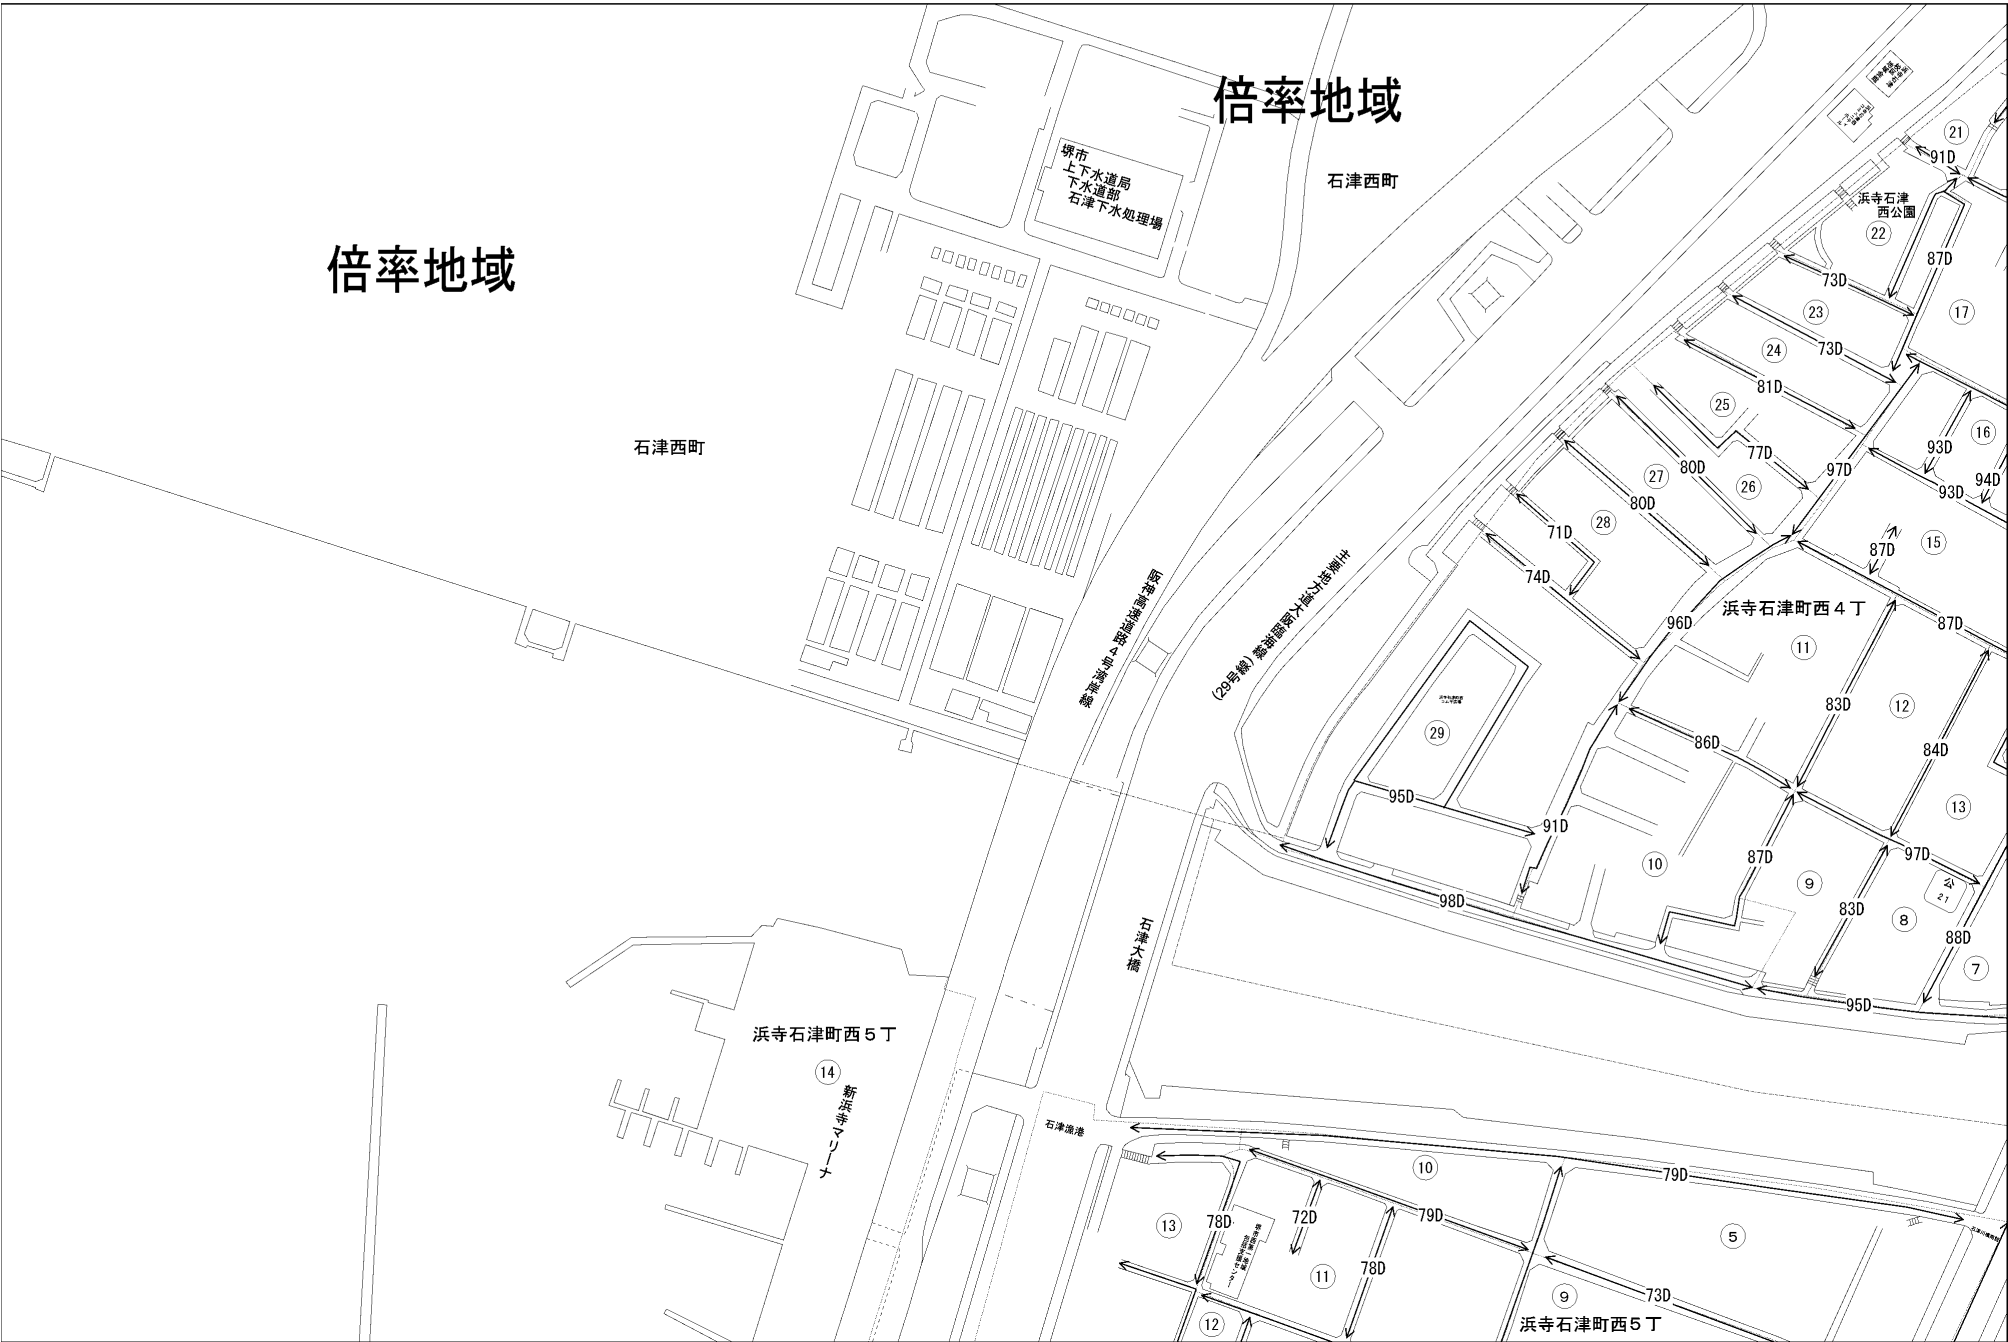 倍率地域
倍率地域
堺市
上下水道局
下水道部
石津下水処理場
石津西町
石津西町
浜寺石津
西公園
21
91D
22
87D
73D
23
17
73D
24
81D
25
16
93D
77D
97D
94D
93D
80D
27
26
80D
28
71D
15
87D
74D
浜寺石津町西4丁
96D
87D
11
83D
12
86D
84D
29
95D
91D
13
10
87D
97D
9
公
21
98D
83D
8
88D
7
95D
主要地方道大阪臨海線
(29号線)
阪神高速道路4号湾岸線
石津大橋
浜寺石津町西5丁
14
新浜寺マリーナ
石津漁港
10
79D
13
78D
72D
79D
5
11
78D
9
73D
12
浜寺石津町西5丁